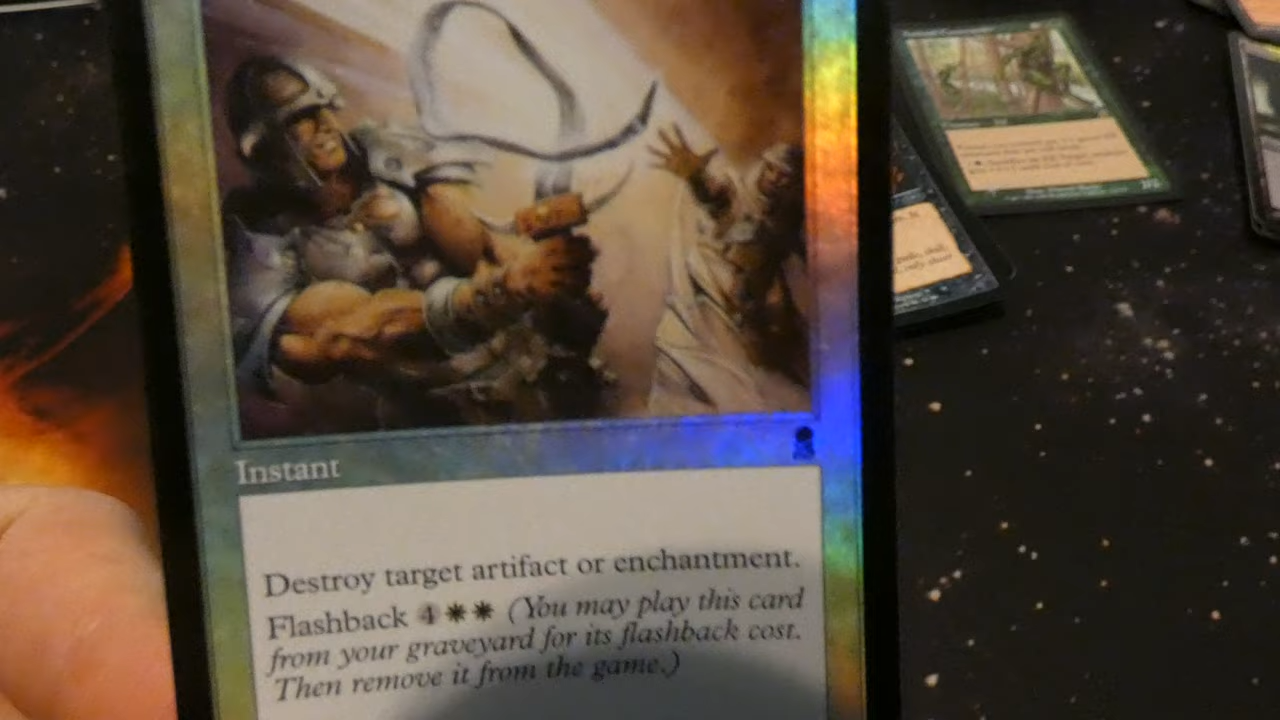 Instant
Destroy target artifact or enchantment.
Flashback 4 (You may play this card
from your graveyard for its flashback cost.
Then remove it from the game.)